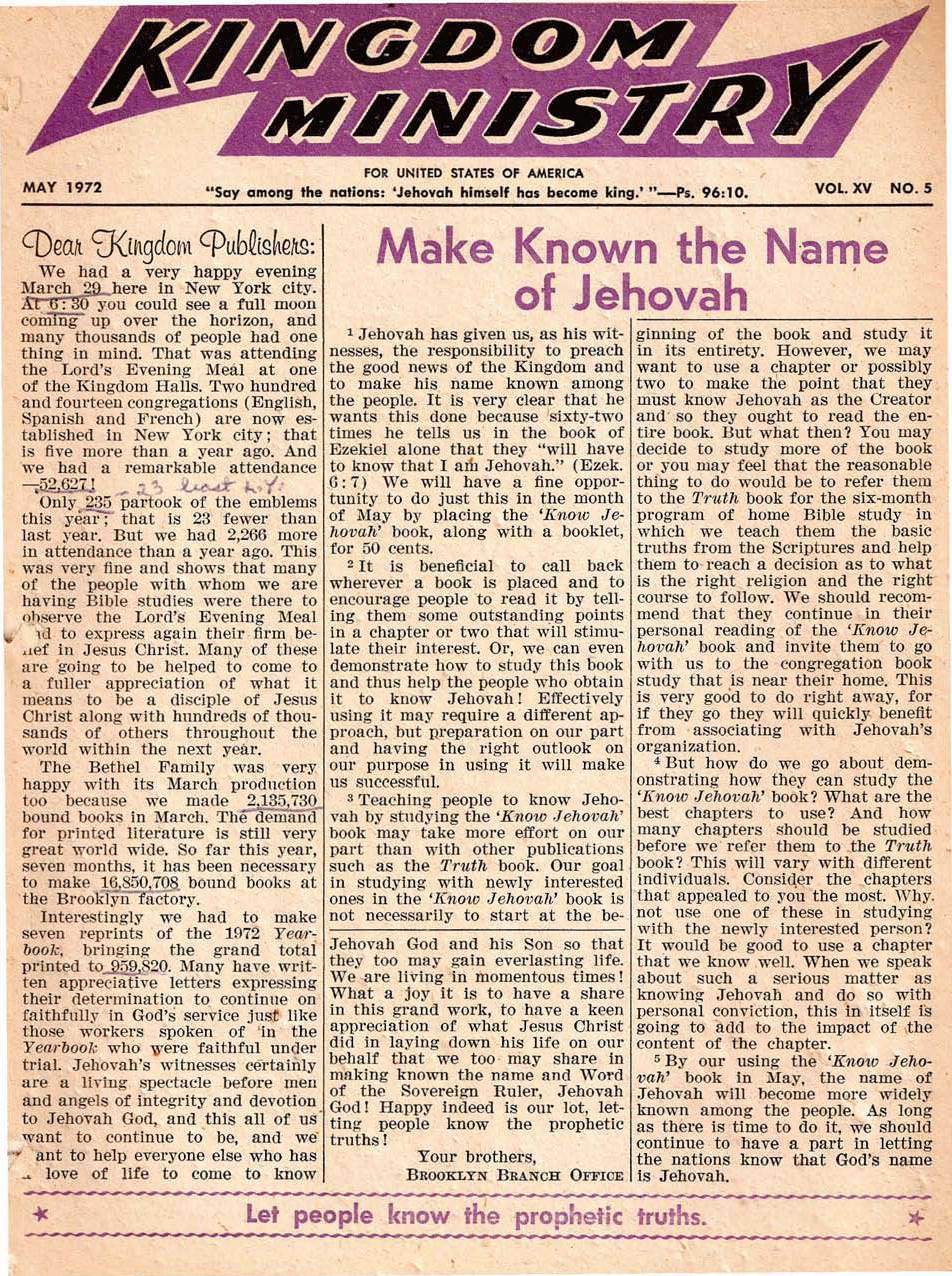 KINGDOM
MINISTRY
FOR UNITED STATES OF AMERICA
MAY 1972
"Say among the nations: 'Jehovah himself has become king.' "—Ps. 96:10.
VOL. XV NO. 5
Dear Kingdom Publishers:
We had a very happy evening
March 29 here in New York city.
At 6:30 you could see a full moon
coming up over the horizon, and
many thousands of people had one
thing in mind. That was attending
the Lord's Evening Meal at one
of the Kingdom Halls. Two hundred
and fourteen congregations (English,
Spanish and French) are now es-
tablished in New York city; that
is five more than a year ago. And
we had a remarkable attendance
—52,627! – 23 least L.Y.
Only 235 partook of the emblems
this year; that is 23 fewer than
last year. But we had 2,266 more
in attendance than a year ago. This
was very fine and shows that many
of the people with whom we are
having Bible studies were there to
observe the Lord's Evening Meal
nd to express again their firm be-
lief in Jesus Christ. Many of these
are going to be helped to come to
a fuller appreciation of what it
means to be a disciple of Jesus
Christ along with hundreds of thou-
sands of others throughout the
world within the next year.
The Bethel Family was very
happy with its March production
too because we made 2,135,730
bound books in March. The demand
for printed literature is still very
great world wide. So far this year,
seven months, it has been necessary
to make 16,850,708 bound books at
the Brooklyn factory.
Interestingly we had to make
seven reprints of the 1972 Year-
book, bringing the grand total
printed to 959,820. Many have writ-
ten appreciative letters expressing
their determination to continue on
faithfully in God's service just like
those workers spoken of in the
Yearbook who were faithful under
trial. Jehovah's witnesses certainly
are a living spectacle before men
and angels of integrity and devotion
to Jehovah God, and this all of us
want to continue to be, and we
ant to help everyone else who has
a love of life to come to know
Jehovah God and his Son so that
they too may gain everlasting life.
We are living in momentous times!
What a joy it is to have a share
in this grand work, to have a keen
appreciation of what Jesus Christ
did in laying down his life on our
behalf that we too may share in
making known the name and Word
of the Sovereign Ruler, Jehovah
God! Happy indeed is our lot, let-
ting people know the prophetic
truths!
Your brothers,
BROOKLYN BRANCH OFFICE
Make Known the Name
of Jehovah
1 Jehovah has given us, as his wit-
nesses, the responsibility to preach
the good news of the Kingdom and
to make his name known among
the people. It is very clear that he
wants this done because sixty-two
times he tells us in the book of
Ezekiel alone that they "will have
to know that I am Jehovah." (Ezek.
6:7) We will have a fine oppor-
tunity to do just this in the month
of May by placing the 'Know Je-
hovah' book, along with a booklet,
for 50 cents.
2 It is beneficial to call back
wherever a book is placed and to
encourage people to read it by tell-
ing them some outstanding points
in a chapter or two that will stimu-
late their interest. Or, we can even
demonstrate how to study this book
and thus help the people who obtain
it to know Jehovah! Effectively
using it may require a different ap-
proach, but preparation on our part
and having the right outlook on
our purpose in using it will make
us successful.
3 Teaching people to know Jeho-
vah by studying the 'Know Jehovah'
book may take more effort on our
part than with other publications
such as the Truth book. Our goal
in studying with newly interested
ones in the 'Know Jehovah' book is
not necessarily to start at the be-
ginning of the book and study it
in its entirety. However, we may
want to use a chapter or possibly
two to make the point that they
must know Jehovah as the Creator
and so they ought to read the en-
tire book. But what then? You may
decide to study more of the book
or you may feel that the reasonable
thing to do would be to refer them
to the Truth book for the six-month
program of home Bible study in
which we teach them the basic
truths from the Scriptures and help
them to reach a decision as to what
is the right religion and the right
course to follow. We should recom-
mend that they continue in their
personal reading of the 'Know Je-
hovah' book and invite them to go
with us to the congregation book
study that is near their home. This
is very good to do right away, for
if they go they will quickly benefit
from associating with Jehovah's
organization.
4 But how do we go about dem-
onstrating how they can study the
'Know Jehovah' book? What are the
best chapters to use? And how
many chapters should be studied
before we refer them to the Truth
book? This will vary with different
individuals. Consider the chapters
that appealed to you the most. Why
not use one of these in studying
with the newly interested person?
It would be good to use a chapter
that we know well. When we speak
about such a serious matter as
knowing Jehovah and do so with
personal conviction, this in itself is
going to add to the impact of the
content of the chapter.
5 By our using the 'Know Jeho-
vah' book in May, the name of
Jehovah will become more widely
known among the people. As long
as there is time to do it, we should
continue to have a part in letting
the nations know that God's name
is Jehovah.
Let people know the prophetic truths.